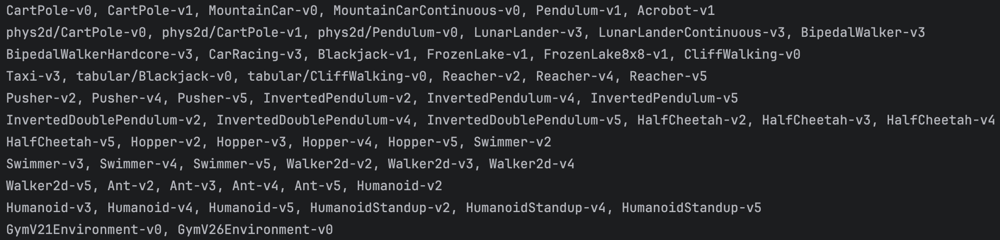 CartPole-v0, CartPole-v1, MountainCar-v0, MountainCarContinuous-v0, Pendulum-v1, Acrobot-v1
phys2d/CartPole-v0, phys2d/CartPole-v1, phys2d/Pendulum-v0, LunarLander-v3, LunarLanderContinuous-v3, BipedalWalker-v3
BipedalWalkerHardcore-v3, CarRacing-v3, Blackjack-v1, FrozenLake-v1, FrozenLake8x8-v1, CliffWalking-v0
Taxi-v3, tabular/Blackjack-v0, tabular/CliffWalking-v0, Reacher-v2, Reacher-v4, Reacher-v5
Pusher-v2, Pusher-v4, Pusher-v5, InvertedPendulum-v2, InvertedPendulum-v4, InvertedPendulum-v5
InvertedDoublePendulum-v2, InvertedDoublePendulum-v4, InvertedDoublePendulum-v5, HalfCheetah-v2, HalfCheetah-v3, HalfCheetah-v4
HalfCheetah-v5, Hopper-v2, Hopper-v3, Hopper-v4, Hopper-v5, Swimmer-v2
Swimmer-v3, Swimmer-v4, Swimmer-v5, Walker2d-v2, Walker2d-v3, Walker2d-v4
Walker2d-v5, Ant-v2, Ant-v3, Ant-v4, Ant-v5, Humanoid-v2
Humanoid-v3, Humanoid-v4, Humanoid-v5, HumanoidStandup-v2, HumanoidStandup-v4, HumanoidStandup-v5
GymV21Environment-v0, GymV26Environment-v0